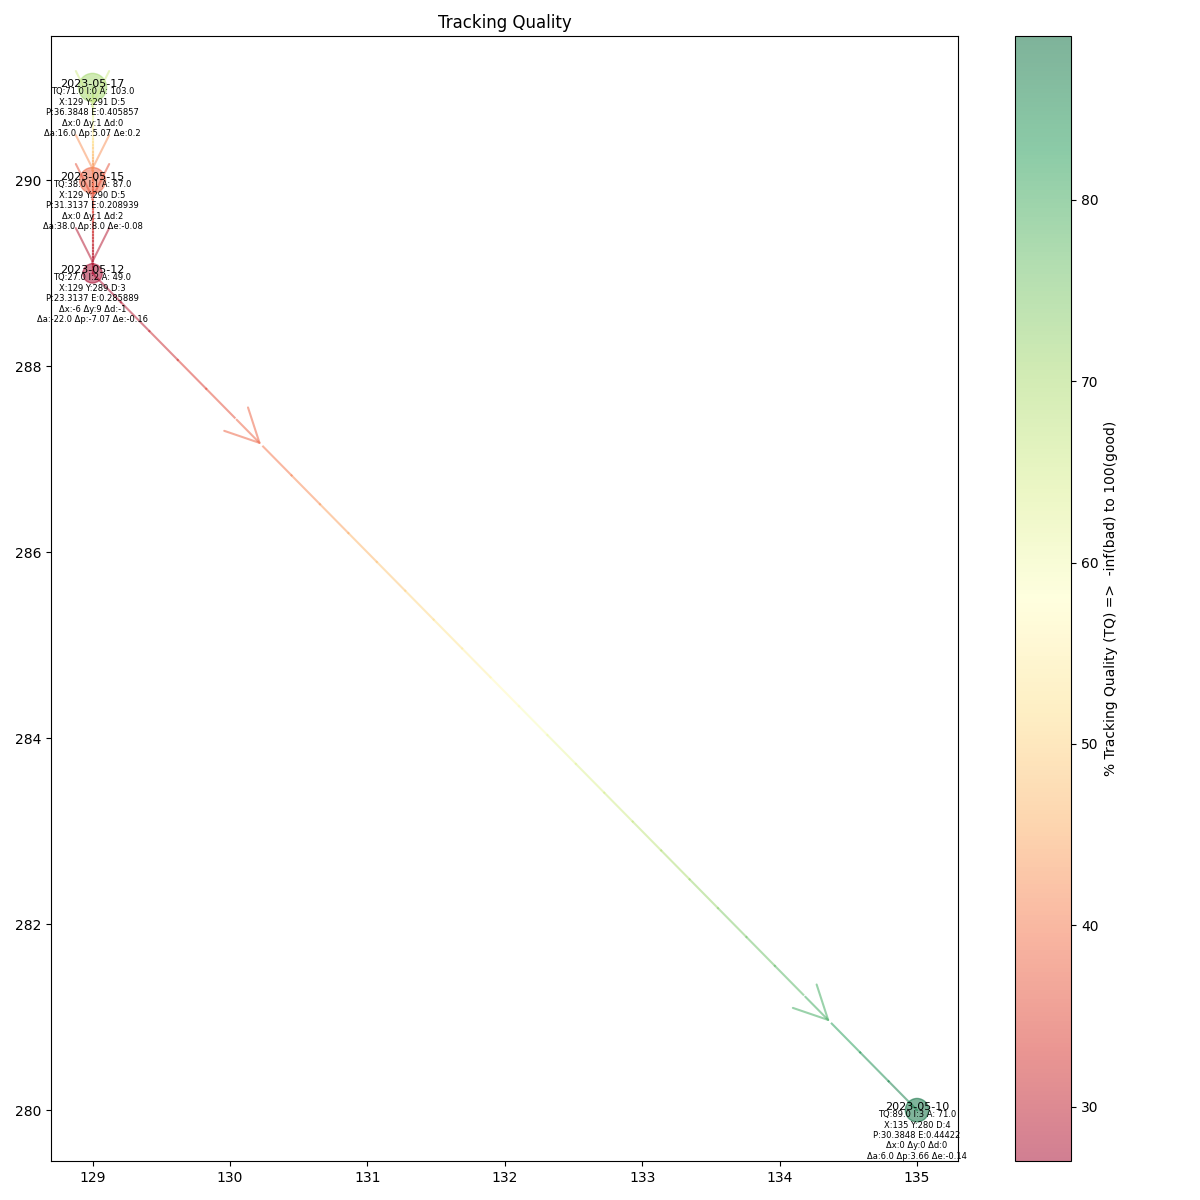 Tracking Quality
2023-05-17
TQ:71.0 I:0 A: 103.0
X:129 Y:291 D:5
P:36.3848 E:0.405857
Δx:0 Δy:1 Δd:0
Δa:16.0 Δp:5.07 Δe:0.2
2023-05-15
TQ:38.0 I:1 A: 87.0
X:129 Y:290 D:5
P:31.3137 E:0.208939
Δx:0 Δy:1 Δd:2
Δa:38.0 Δp:8.0 Δe:-0.08
2023-05-12
TQ:27.0 I:2 A: 49.0
X:129 Y:289 D:3
P:23.3137 E:0.285889
Δx:-6 Δy:9 Δd:-1
Δa:-22.0 Δp:-7.07 Δe:-0.16
2023-05-10
TQ:89.0 I:3 A: 71.0
X:135 Y:280 D:4
P:30.3848 E:0.44422
Δx:0 Δy:0 Δd:0
Δa:6.0 Δp:3.66 Δe:-0.14
290
288
286
284
282
280
129
130
131
132
133
134
135
80
70
60
50
40
30
% Tracking Quality (TQ) => -inf(bad) to 100(good)